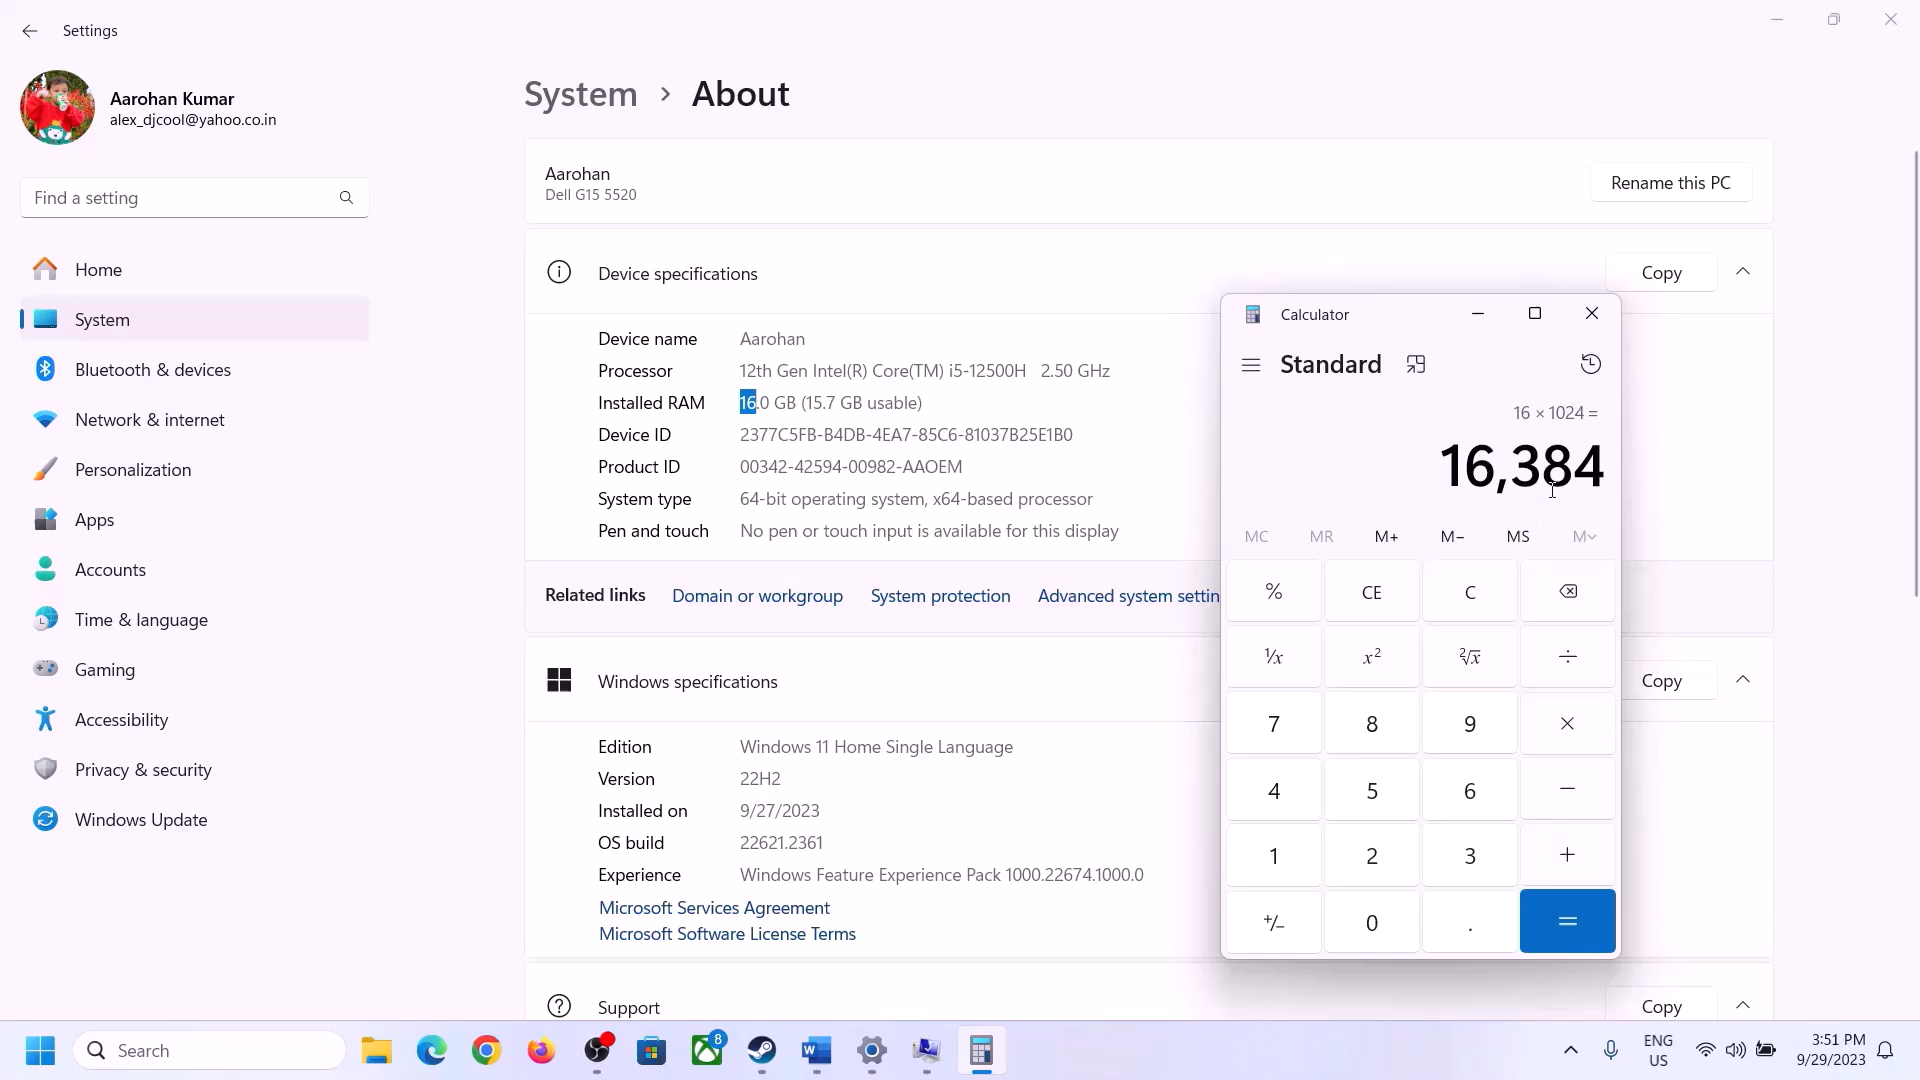 Settings
Aarohan Kumar
alex_djcool@yahoo.co.in
Find a setting
Home
System
Bluetooth & devices
Network & internet
Personalization
Apps
Accounts
Time & language
Gaming
Accessibility
Privacy & security
Windows Update
System > About
Aarohan
Dell G15 5520
Rename this PC
Device specifications
Copy
Device name Aarohan
Processor 12th Gen Intel(R) Core(TM) i5-12500H 2.50 GHz
Installed RAM 16.0 GB (15.7 GB usable)
Device ID 2377C5FB-B4DB-4EA7-85C6-81037B25E1B0
Product ID 00342-42594-00982-AAOEM
System type 64-bit operating system, x64-based processor
Pen and touch No pen or touch input is available for this display
Related links Domain or workgroup System protection Advanced system settin
Windows specifications
Copy
Edition Windows 11 Home Single Language
Version 22H2
Installed on 9/27/2023
OS build 22621.2361
Experience Windows Feature Experience Pack 1000.22674.1000.0
Microsoft Services Agreement
Microsoft Software License Terms
Support
Copy
Calculator
Standard
16 × 1024 =
16,384
MC MR M+ M− MS M
% CE C
⅟x x² ²√x ÷
7 8 9 ×
4 5 6 −
1 2 3 +
+/− 0 . =
Search
8
ENG
US
3:51 PM
9/29/2023